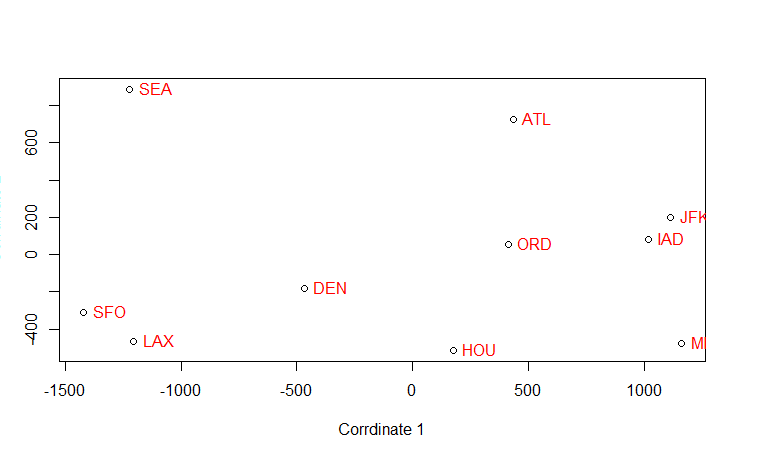 SEA
ATL
600
JFK
200
IAD
ORD
0
DEN
SFO
-400
LAX
HOU
M
-1500 -1000 -500 0 500 1000
Corrdinate 1